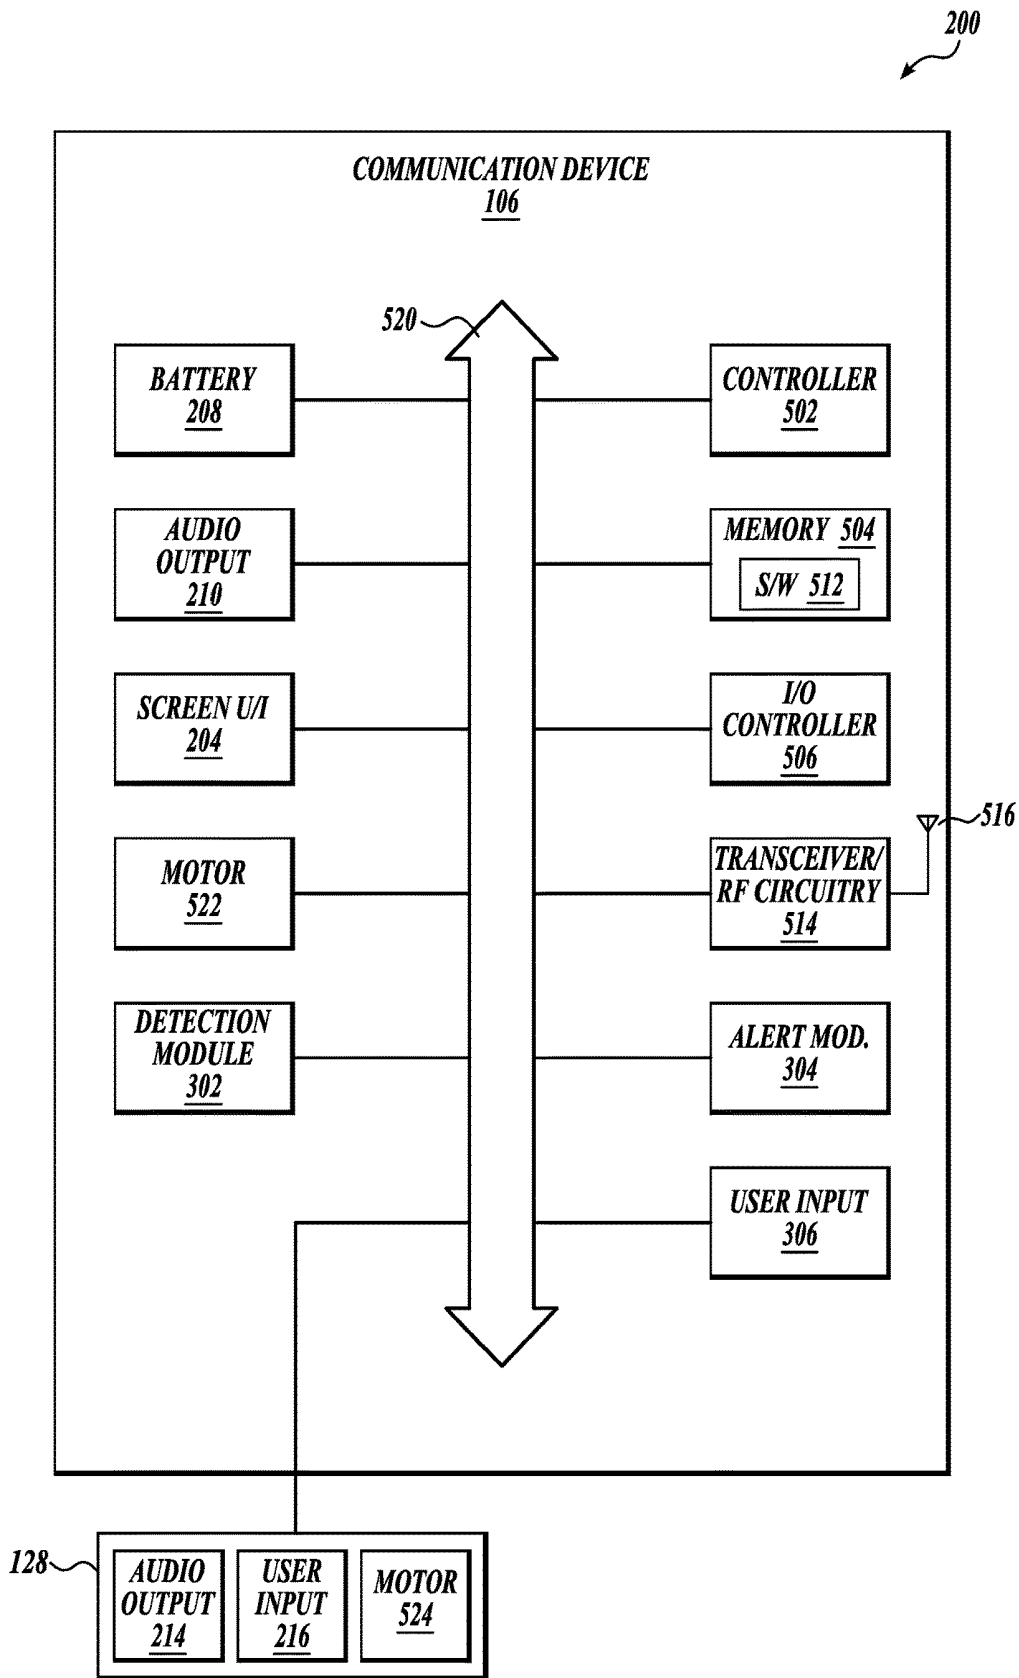 200
COMMUNICATION DEVICE
106
520
BATTERY
208
CONTROLLER
502
AUDIO
OUTPUT
210
MEMORY 504
S/W 512
SCREEN U/I
204
I/O
CONTROLLER
506
516
MOTOR
522
TRANSCEIVER/
RF CIRCUITRY
514
DETECTION
MODULE
302
ALERT MOD.
304
USER INPUT
306
128
AUDIO
OUTPUT
214
USER
INPUT
216
MOTOR
524